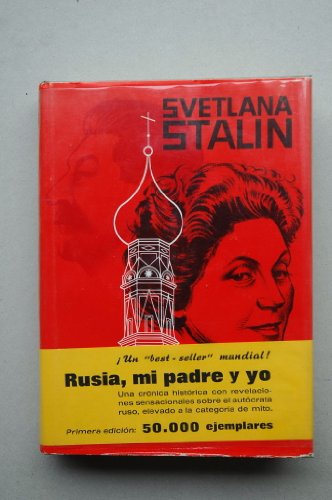 SVETLANA
STALIN
¡Un "best-seller" mundial!
Rusia, mi padre y yo
Una crónica histórica con revelacio-
nes sensacionales sobre el autócrata
ruso, elevado a la categoría de mito.
Primera edición: 50.000 ejemplares